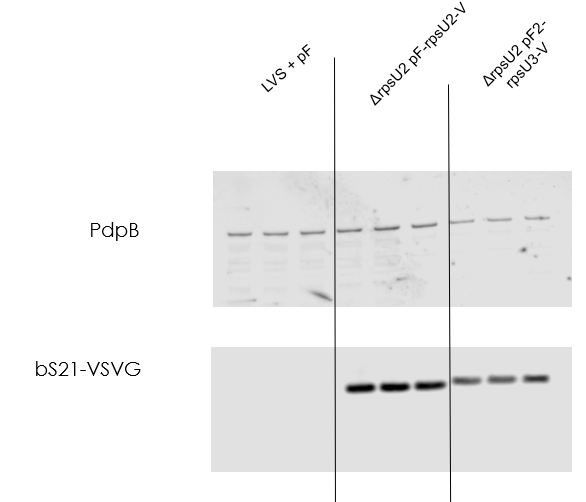 LVS + pF
ΔrpsU2 pF-rpsU2-V
ΔrpsU2 pF2-
rpsU3-V
PdpB
bS21-VSVG